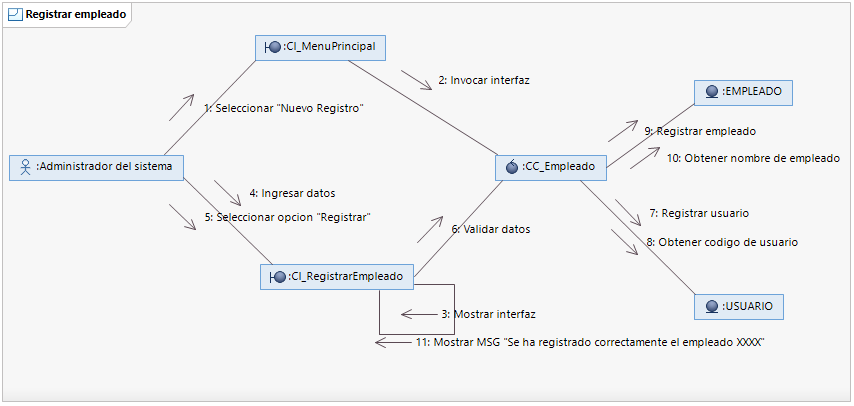 Registrar empleado
:CI_MenuPrincipal
2: Invocar interfaz
:EMPLEADO
1: Seleccionar "Nuevo Registro"
9: Registrar empleado
10: Obtener nombre de empleado
:Administrador del sistema
:CC_Empleado
4: Ingresar datos
5: Seleccionar opcion "Registrar"
6: Validar datos
7: Registrar usuario
8: Obtener codigo de usuario
:CI_RegistrarEmpleado
:USUARIO
3: Mostrar interfaz
11: Mostrar MSG "Se ha registrado correctamente el empleado XXXX"